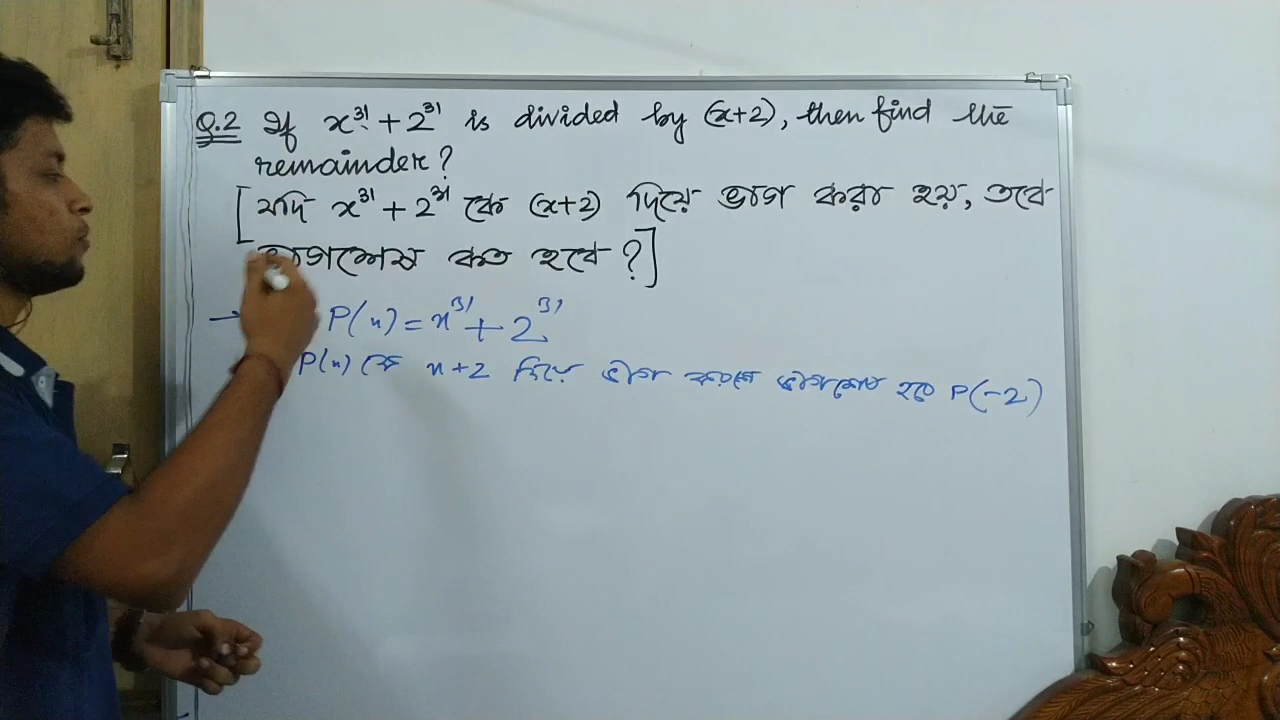 Q.2 If x³¹ + 2³¹ is divided by (x+2), then find the
remainder?
[যদি x³¹ + 2³¹ কে (x+2) দিয়ে ভাগ করা হয়, তবে
ভাগশেষ কত হবে?]
→ P(x) = x³¹ + 2³¹
P(x) কে x+2 দিয়ে ভাগ করলে ভাগশেষ হবে P(-2)